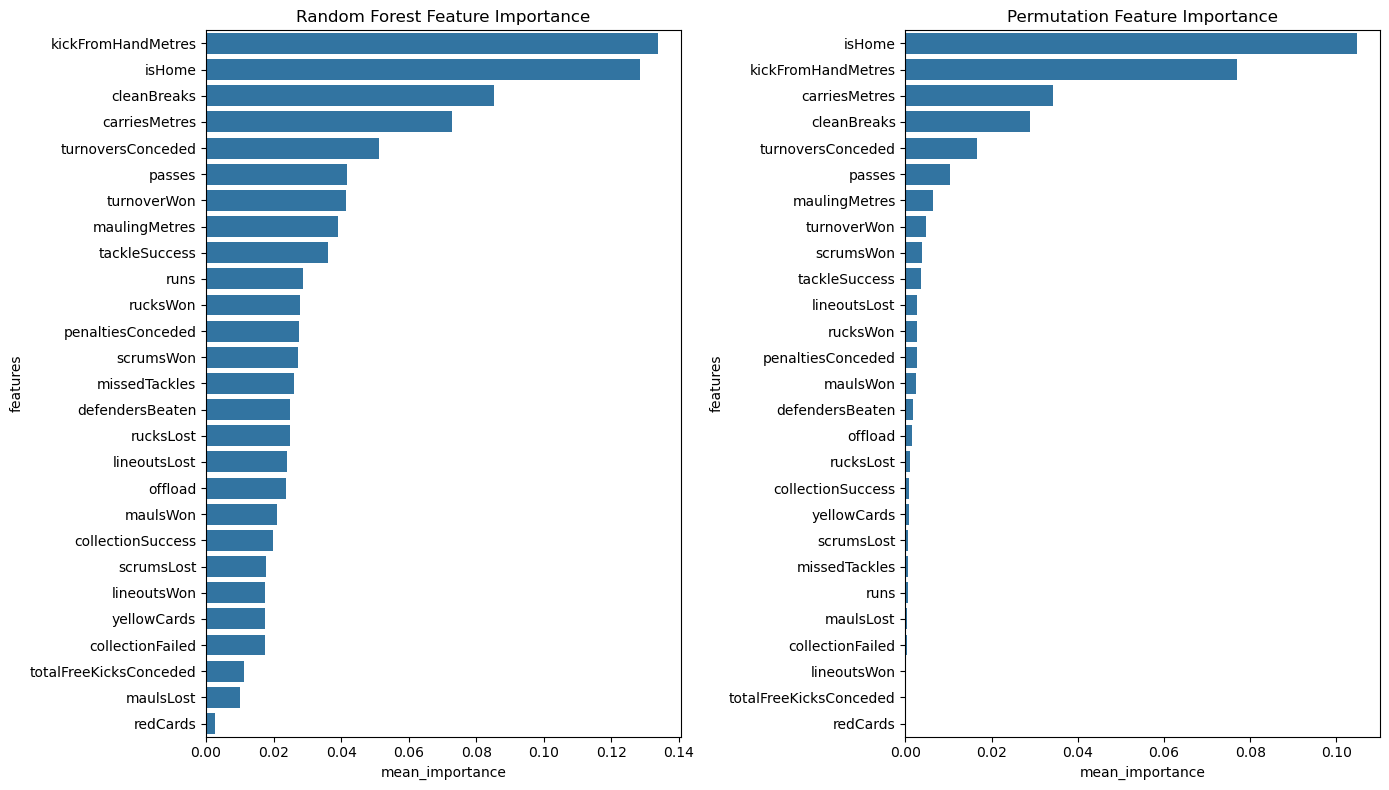 Random Forest Feature Importance
features
kickFromHandMetres
isHome
cleanBreaks
carriesMetres
turnoversConceded
passes
turnoverWon
maulingMetres
tackleSuccess
runs
rucksWon
penaltiesConceded
scrumsWon
missedTackles
defendersBeaten
rucksLost
lineoutsLost
offload
maulsWon
collectionSuccess
scrumsLost
lineoutsWon
yellowCards
collectionFailed
totalFreeKicksConceded
maulsLost
redCards
0.00 0.02 0.04 0.06 0.08 0.10 0.12 0.14
mean_importance
Permutation Feature Importance
features
isHome
kickFromHandMetres
carriesMetres
cleanBreaks
turnoversConceded
passes
maulingMetres
turnoverWon
scrumsWon
tackleSuccess
lineoutsLost
rucksWon
penaltiesConceded
maulsWon
defendersBeaten
offload
rucksLost
collectionSuccess
yellowCards
scrumsLost
missedTackles
runs
maulsLost
collectionFailed
lineoutsWon
totalFreeKicksConceded
redCards
0.00 0.02 0.04 0.06 0.08 0.10
mean_importance